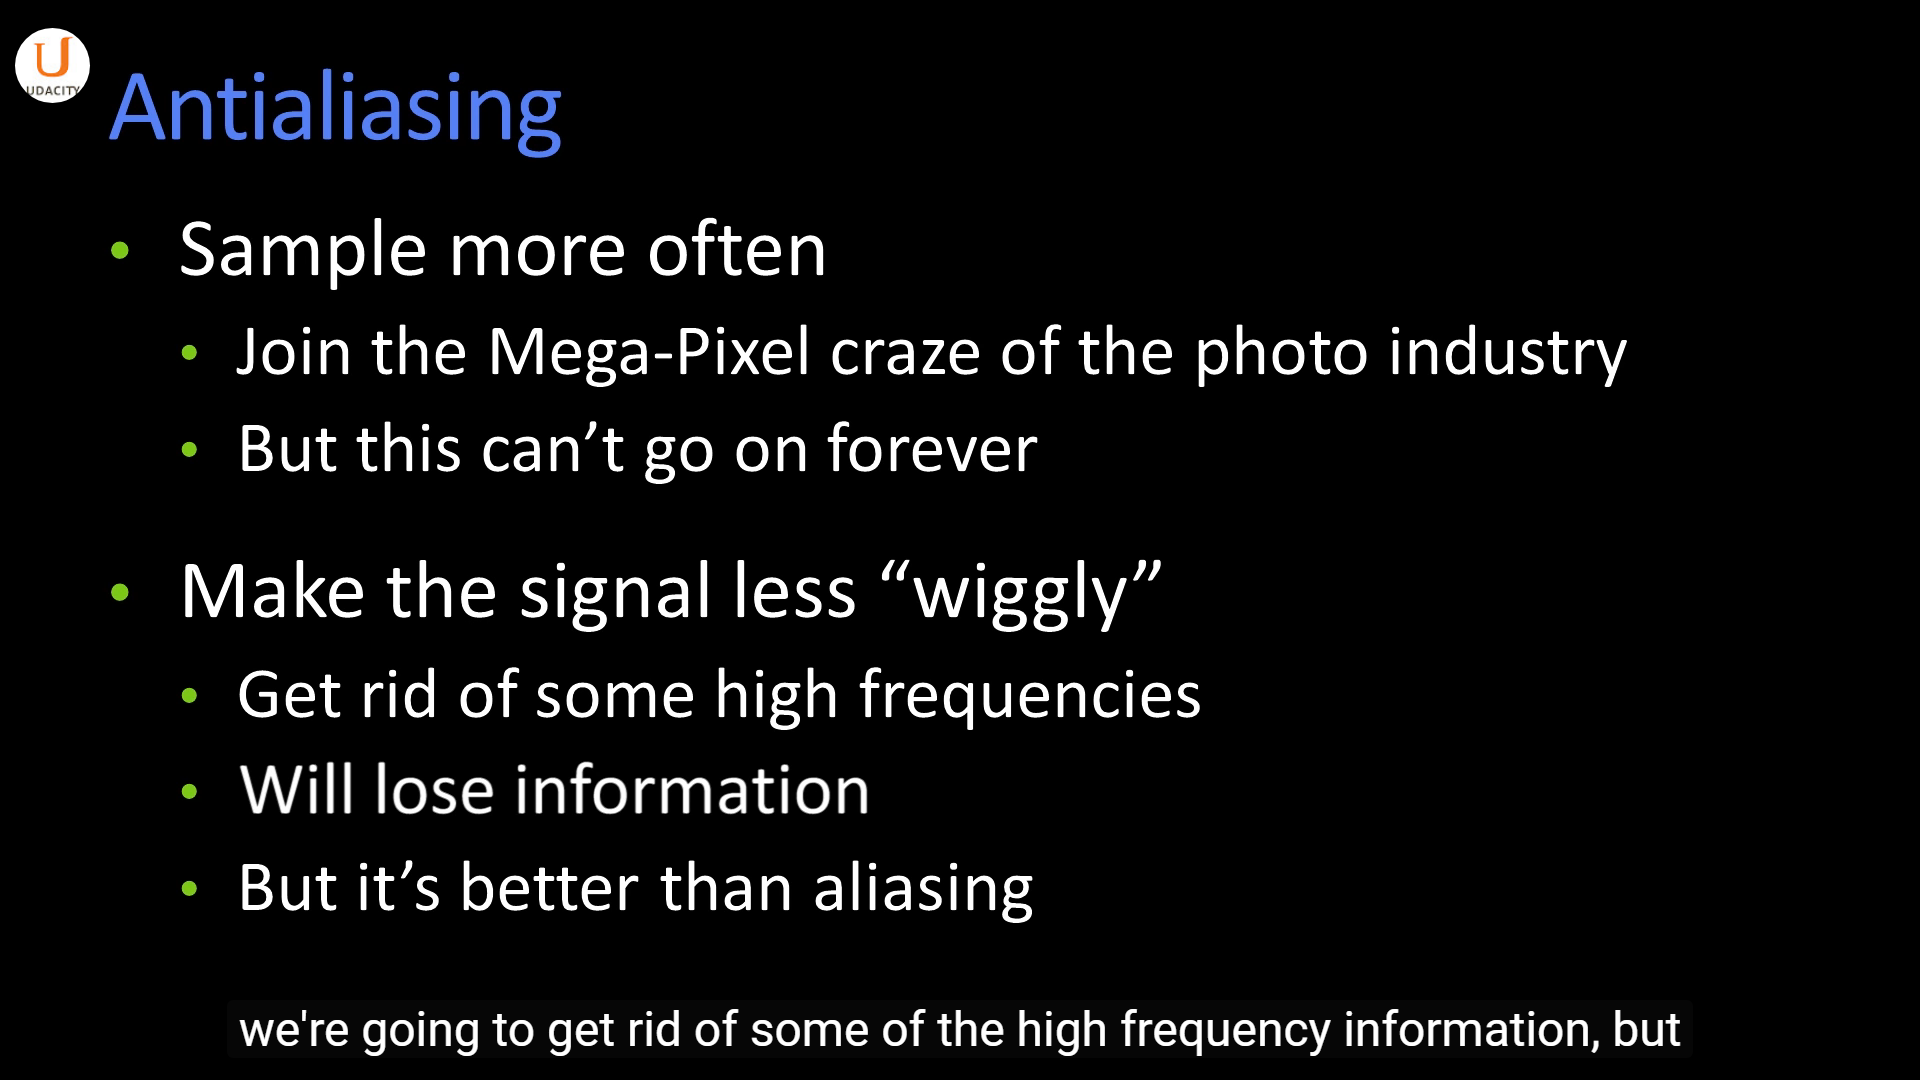 U
UDACITY
Antialiasing
• Sample more often
• Join the Mega-Pixel craze of the photo industry
• But this can’t go on forever
• Make the signal less “wiggly”
• Get rid of some high frequencies
• Will lose information
• But it’s better than aliasing
we're going to get rid of some of the high frequency information, but